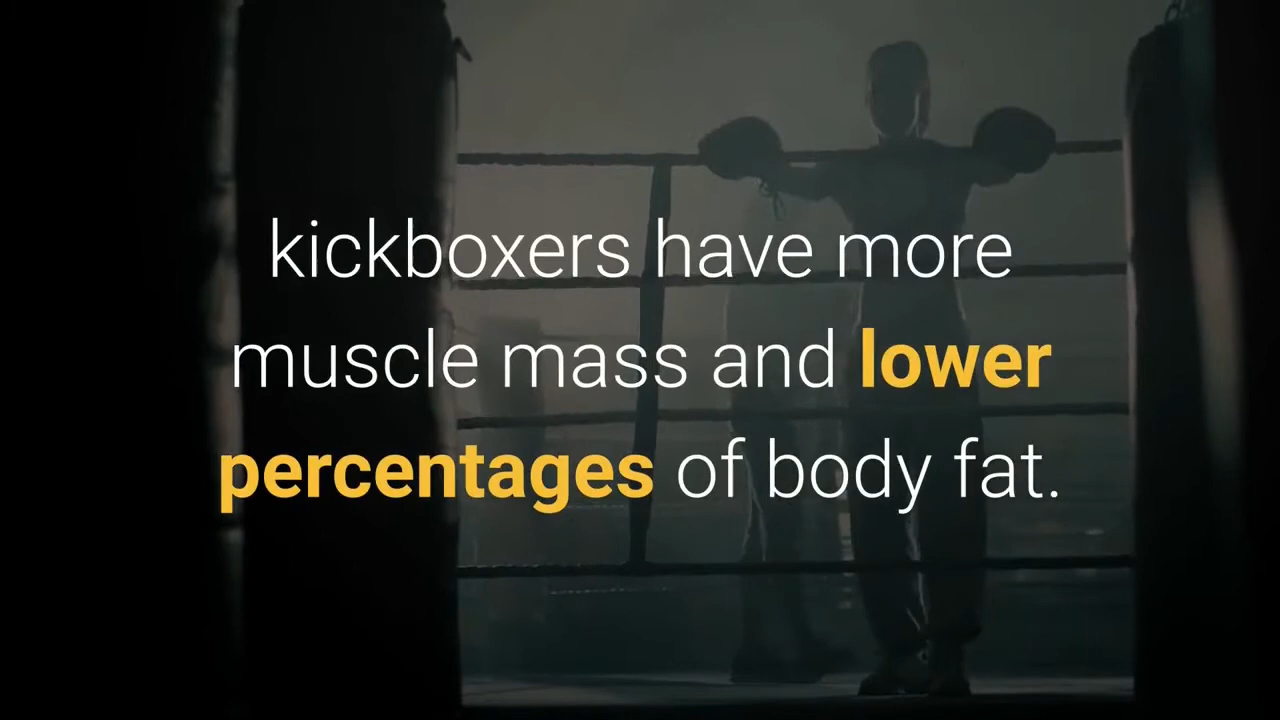 kickboxers have more
muscle mass and lower
percentages of body fat.